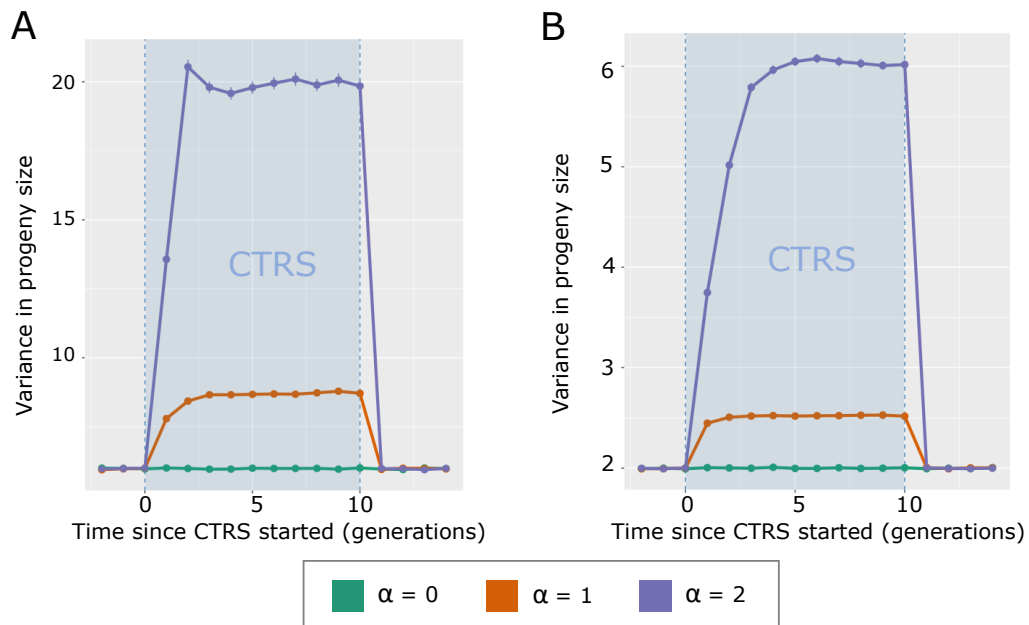 A
Variance in progeny size
20
15
10
CTRS
0
5
10
Time since CTRS started (generations)
B
Variance in progeny size
6
5
4
3
2
CTRS
0
5
10
Time since CTRS started (generations)
α = 0
α = 1
α = 2